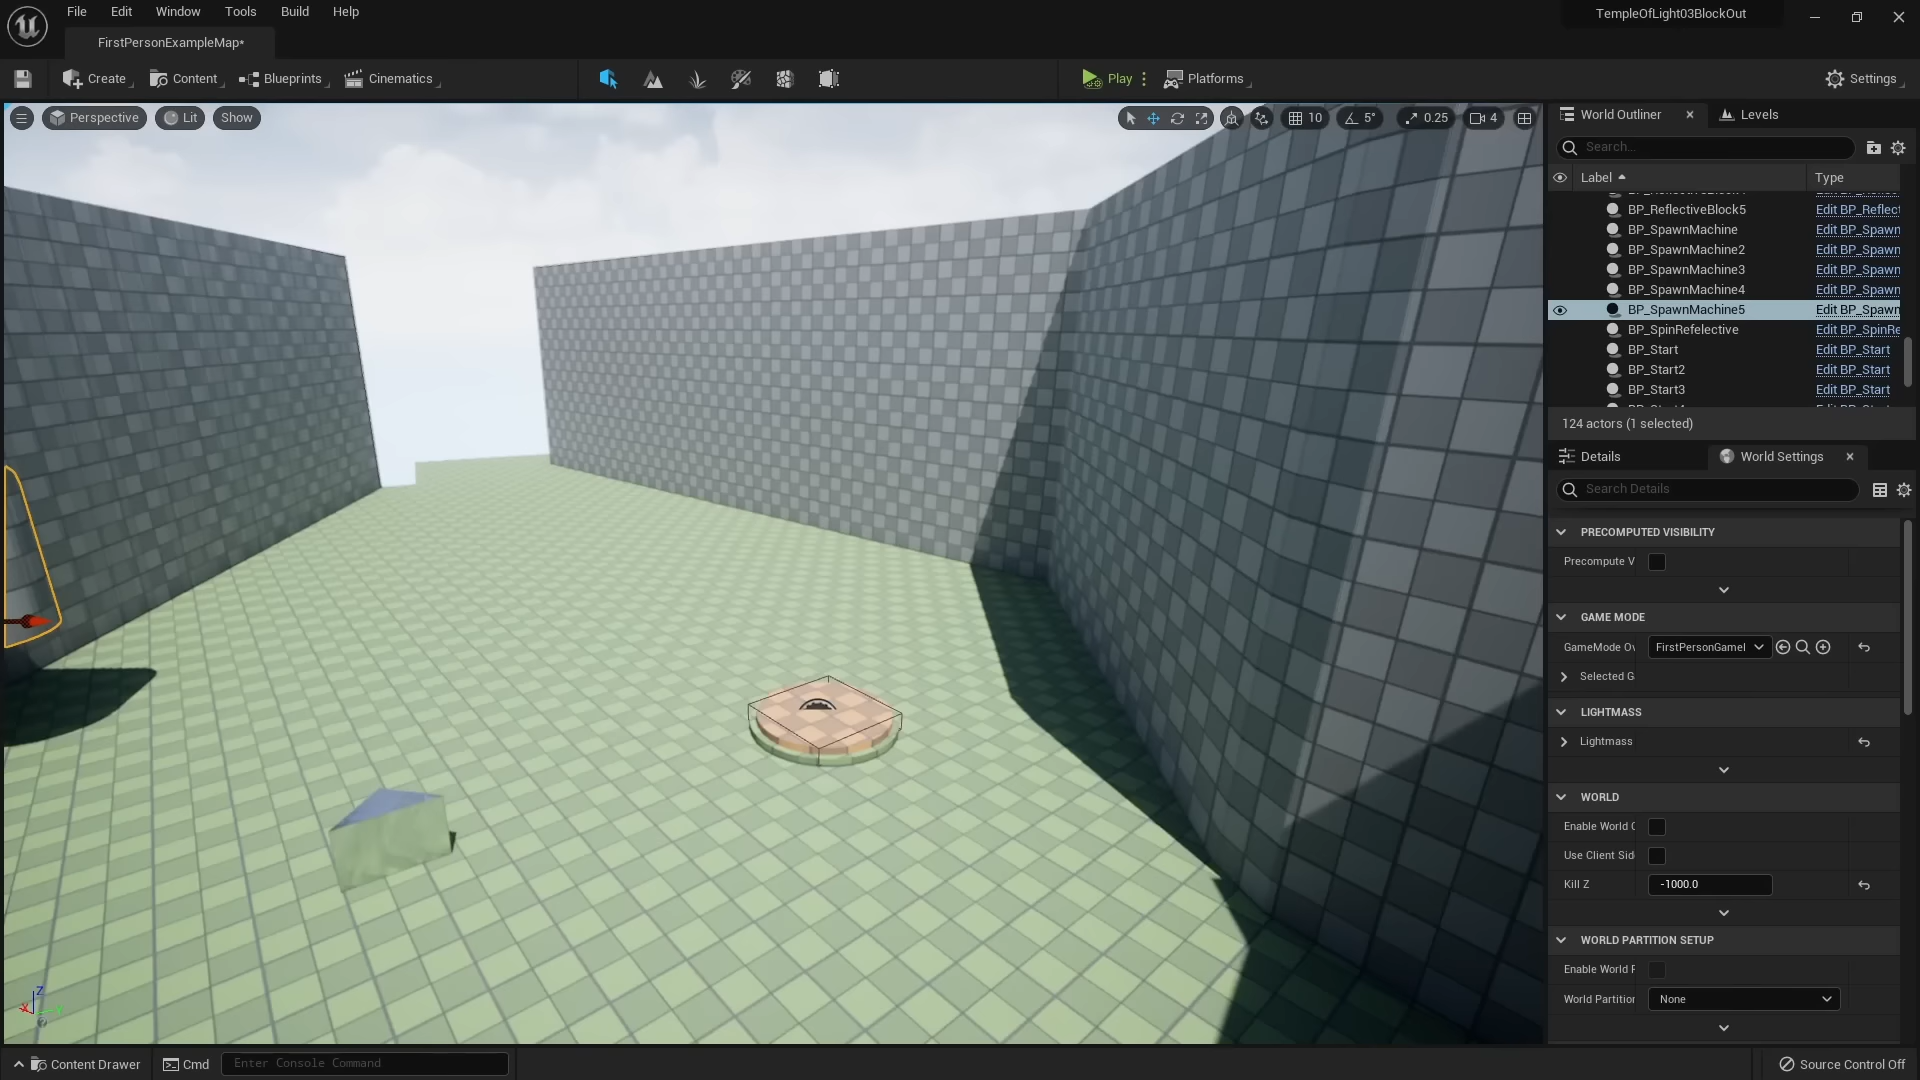 File Edit Window Tools Build Help
TempleOfLight03BlockOut
FirstPersonExampleMap*
Create Content Blueprints Cinematics Play Platforms Settings
Perspective Lit Show 10 5° 0.25 4
World Outliner Levels
Search...
Label Type
BP_ReflectiveBlock5 Edit BP_Reflect
BP_SpawnMachine Edit BP_Spawn
BP_SpawnMachine2 Edit BP_Spawn
BP_SpawnMachine3 Edit BP_Spawn
BP_SpawnMachine4 Edit BP_Spawn
BP_SpawnMachine5 Edit BP_Spawn
BP_SpinRefelective Edit BP_SpinRe
BP_Start Edit BP_Start
BP_Start2 Edit BP_Start
BP_Start3 Edit BP_Start
124 actors (1 selected)
Details World Settings
Search Details
PRECOMPUTED VISIBILITY
Precompute V
GAME MODE
GameMode Ov FirstPersonGameI
Selected G
LIGHTMASS
Lightmass
WORLD
Enable World C
Use Client Sid
Kill Z -1000.0
WORLD PARTITION SETUP
Enable World P
World Partition None
Z
X
Content Drawer Cmd Enter Console Command Source Control Off